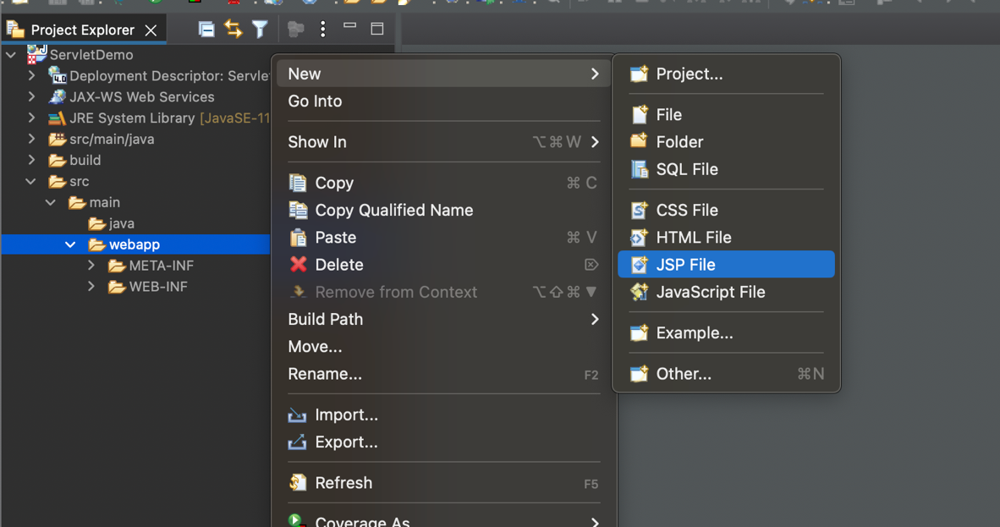 Project Explorer
ServletDemo
4.0 Deployment Descriptor: Servle
JAX-WS Web Services
JRE System Library [JavaSE-11
src/main/java
build
src
main
java
webapp
META-INF
WEB-INF
New
Go Into
Show In ⌥⌘W
Copy ⌘C
Copy Qualified Name
Paste ⌘V
Delete ⌦
Remove from Context ⌥⇧⌘▼
Build Path
Move...
Rename... F2
Import...
Export...
Refresh F5
Coverage As
Project...
File
Folder
SQL File
CSS File
HTML File
JSP File
JavaScript File
Example...
Other... ⌘N